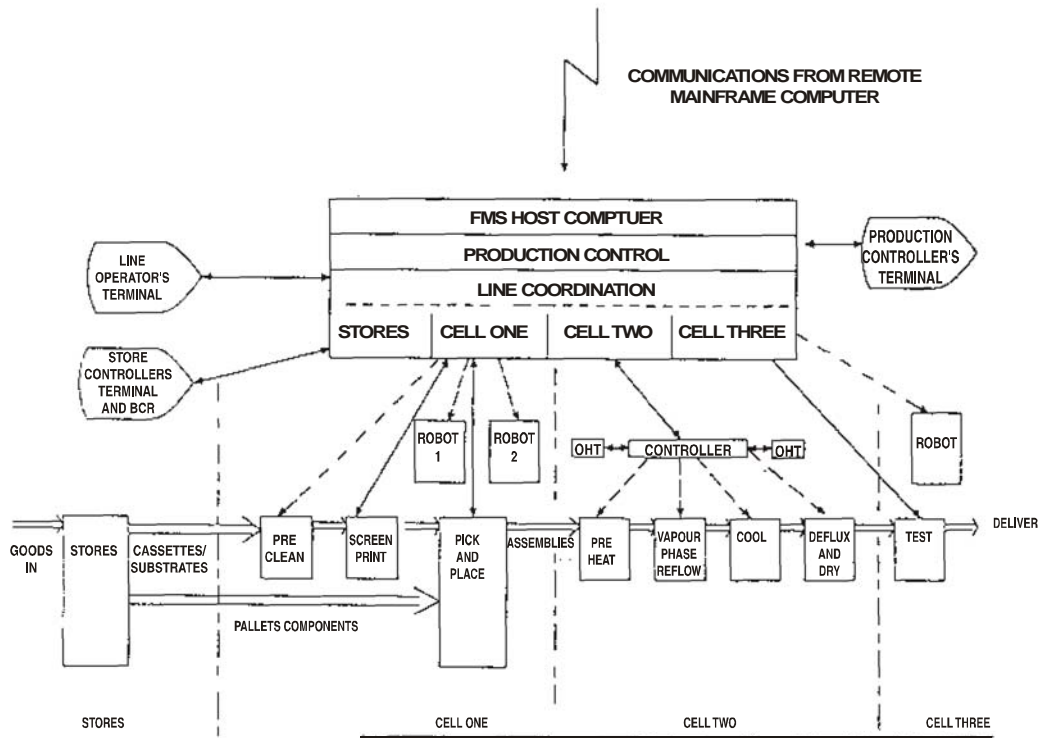 COMMUNICATIONS FROM REMOTE
MAINFRAME COMPUTER
FMS HOST COMPTUER
PRODUCTION CONTROL
LINE COORDINATION
STORES
CELL ONE
CELL TWO
CELL THREE
LINE
OPERATOR'S
TERMINAL
PRODUCTION
CONTROLLER'S
TERMINAL
STORE
CONTROLLERS
TERMINAL
AND BCR
ROBOT
1
ROBOT
2
OHT
CONTROLLER
OHT
ROBOT
GOODS
IN
STORES
CASSETTES/
SUBSTRATES
PRE
CLEAN
SCREEN
PRINT
PICK
AND
PLACE
ASSEMBLIES
PRE
HEAT
VAPOUR
PHASE
REFLOW
COOL
DEFLUX
AND
DRY
TEST
DELIVER
PALLETS COMPONENTS
STORES
CELL ONE
CELL TWO
CELL THREE